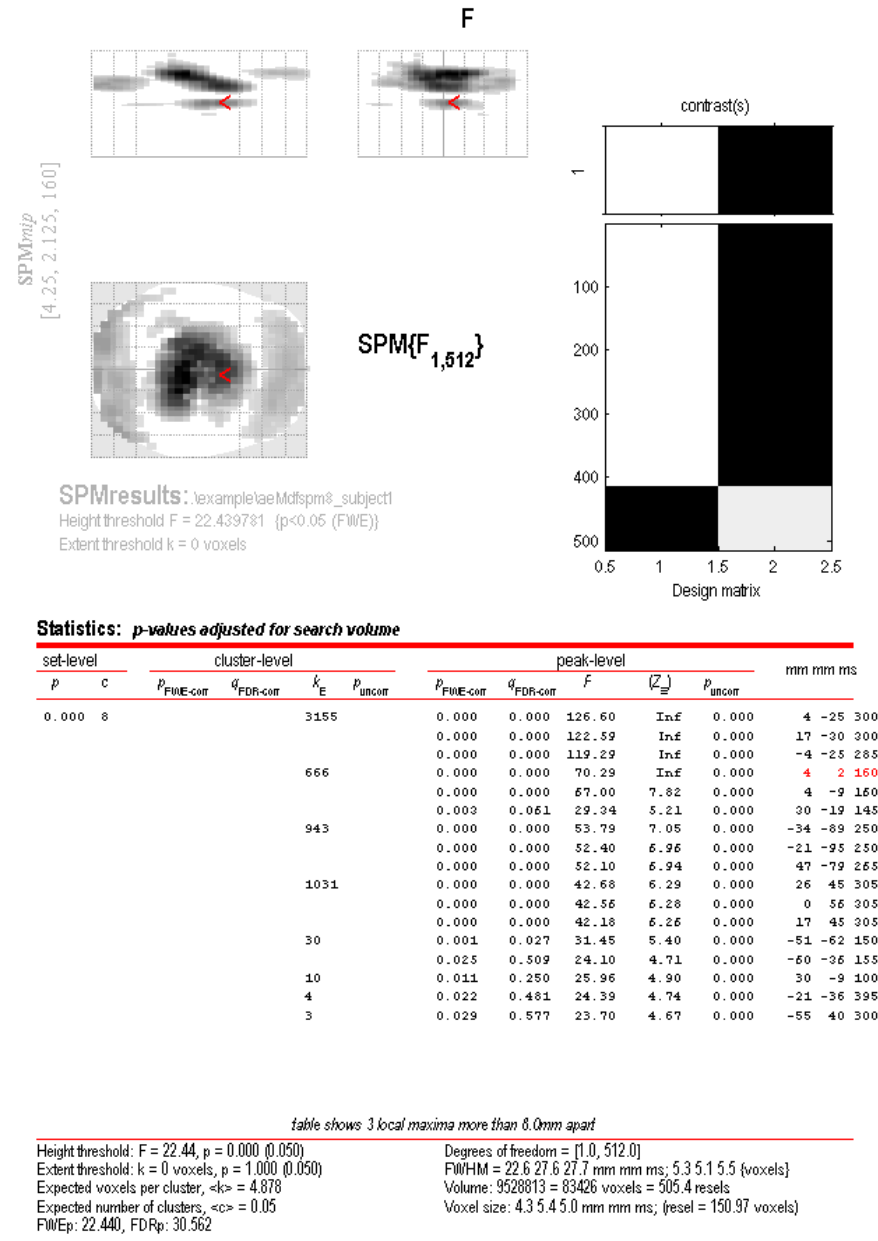 F
SPMmip
[4.25, 2.125, 160]
SPM{F1,512}
SPMresults: .\example\aeMdfspm8_subject1
Height threshold F = 22.439781 {p<0.05 (FWE)}
Extent threshold k = 0 voxels
contrast(s)
1
100
200
300
400
500
0.5 1 1.5 2 2.5
Design matrix
Statistics: p-values adjusted for search volume
set-level cluster-level peak-level mm mm ms
p c pFWE-corr qFDR-corr kE puncorr pFWE-corr qFDR-corr F (Z≡) puncorr
0.000 8 3155 0.000 0.000 126.60 Inf 0.000 4 -25 300
0.000 0.000 122.59 Inf 0.000 17 -30 300
0.000 0.000 119.29 Inf 0.000 -4 -25 285
666 0.000 0.000 70.29 Inf 0.000 4 2 160
0.000 0.000 67.00 7.82 0.000 4 -9 160
0.003 0.061 29.34 5.21 0.000 30 -19 145
943 0.000 0.000 53.79 7.05 0.000 -34 -89 250
0.000 0.000 52.40 6.96 0.000 -21 -95 250
0.000 0.000 52.10 6.94 0.000 47 -79 265
1031 0.000 0.000 42.68 6.29 0.000 26 45 305
0.000 0.000 42.56 6.28 0.000 0 56 305
0.000 0.000 42.18 6.26 0.000 17 45 305
30 0.001 0.027 31.45 5.40 0.000 -51 -62 150
0.025 0.509 24.10 4.71 0.000 -60 -36 155
10 0.011 0.250 25.96 4.90 0.000 30 -9 100
4 0.022 0.481 24.39 4.74 0.000 -21 -36 395
3 0.029 0.577 23.70 4.67 0.000 -55 40 300
table shows 3 local maxima more than 8.0mm apart
Height threshold: F = 22.44, p = 0.000 (0.050)
Extent threshold: k = 0 voxels, p = 1.000 (0.050)
Expected voxels per cluster, <k> = 4.878
Expected number of clusters, <c> = 0.05
FWEp: 22.440, FDRp: 30.562
Degrees of freedom = [1.0, 512.0]
FWHM = 22.6 27.6 27.7 mm mm ms; 5.3 5.1 5.5 {voxels}
Volume: 9528813 = 83426 voxels = 505.4 resels
Voxel size: 4.3 5.4 5.0 mm mm ms; (resel = 150.97 voxels)